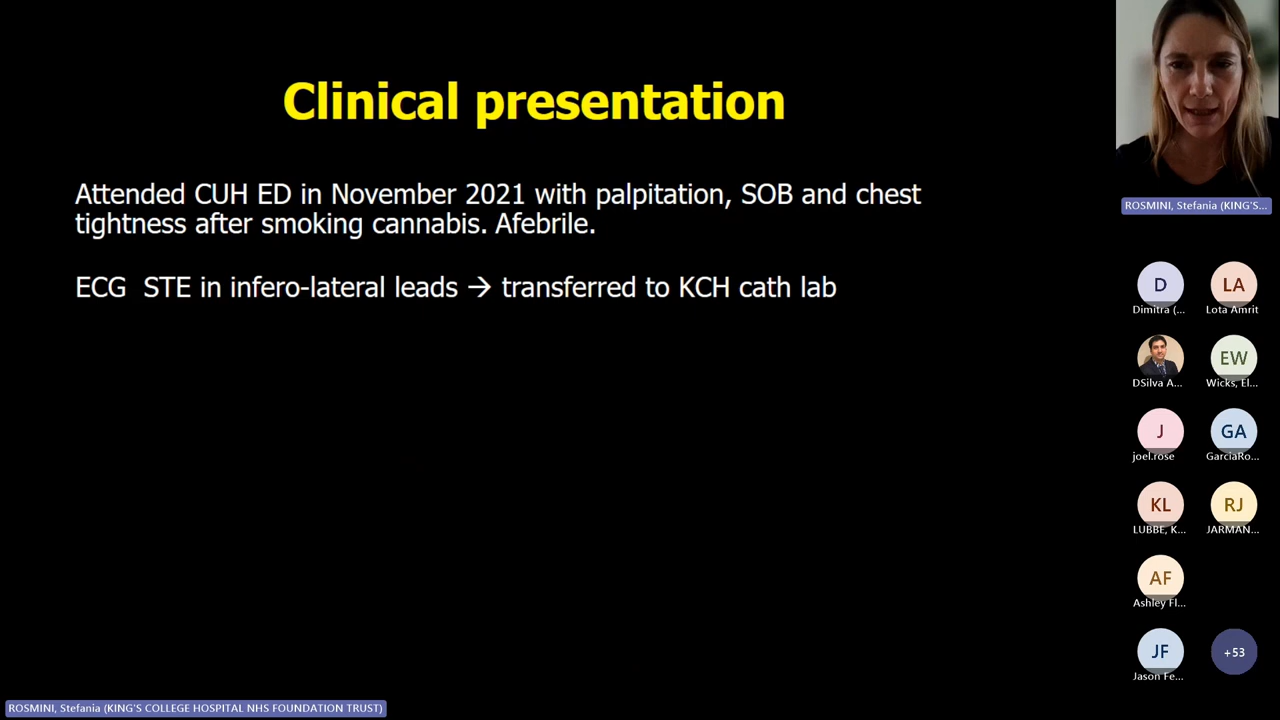 Clinical presentation
Attended CUH ED in November 2021 with palpitation, SOB and chest
tightness after smoking cannabis. Afebrile.
ECG  STE in infero-lateral leads → transferred to KCH cath lab
ROSMINI, Stefania (KING'S...
D
Dimitra (...
LA
Lota Amrit
DSilva A...
EW
Wicks, El...
J
joel.rose
GA
GarciaRo...
KL
LUBBE, K...
RJ
JARMAN...
AF
Ashley Fl...
JF
Jason Fe...
+53
ROSMINI, Stefania (KING'S COLLEGE HOSPITAL NHS FOUNDATION TRUST)